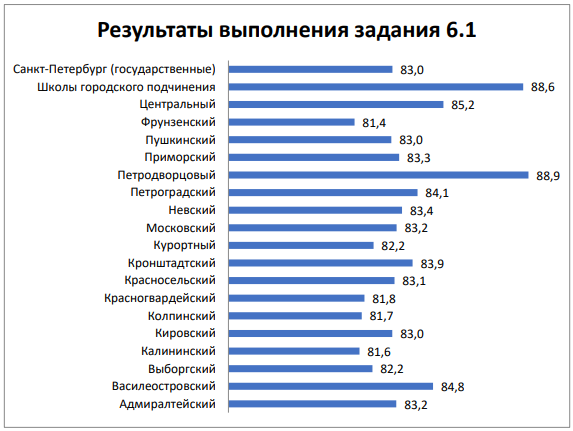 Результаты выполнения задания 6.1
Санкт-Петербург (государственные) 83,0
Школы городского подчинения 88,6
Центральный 85,2
Фрунзенский 81,4
Пушкинский 83,0
Приморский 83,3
Петродворцовый 88,9
Петроградский 84,1
Невский 83,4
Московский 83,2
Курортный 82,2
Кронштадтский 83,9
Красносельский 83,1
Красногвардейский 81,8
Колпинский 81,7
Кировский 83,0
Калининский 81,6
Выборгский 82,2
Василеостровский 84,8
Адмиралтейский 83,2